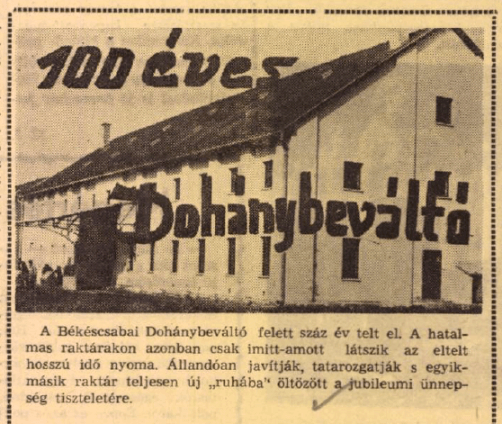 100 éves
Dohánybeváltó
A Békéscsabai Dohánybeváltó felett száz év telt el. A hatal-
mas raktárakon azonban csak imitt-amott látszik az eltelt
hosszú idő nyoma. Állandóan javítják, tatarozgatják s egyik-
másik raktár teljesen új „ruhába" öltözött a jubileumi ünnep-
ség tiszteletére.